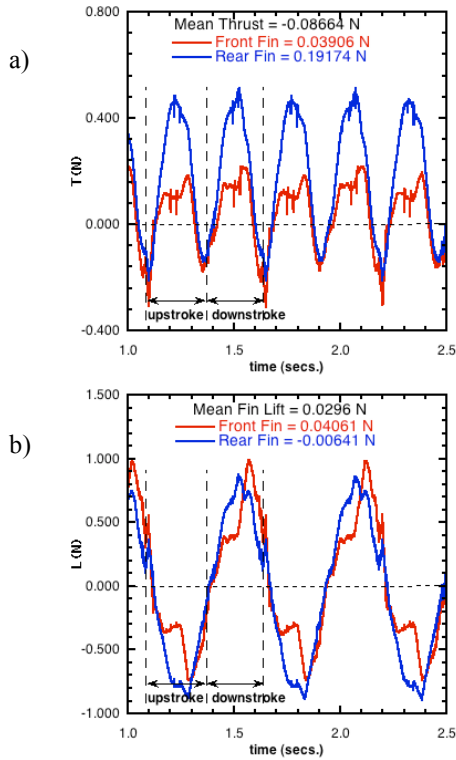 a)
Mean Thrust = -0.08664 N
Front Fin = 0.03906 N
Rear Fin = 0.19174 N
0.800
0.400
0.000
-0.400
T (N)
upstroke
downstroke
1.0 1.5 2.0 2.5
time (secs.)
b)
Mean Fin Lift = 0.0296 N
Front Fin = 0.04061 N
Rear Fin = -0.00641 N
1.500
1.000
0.500
0.000
-0.500
-1.000
L (N)
upstroke
downstroke
1.0 1.5 2.0 2.5
time (secs.)